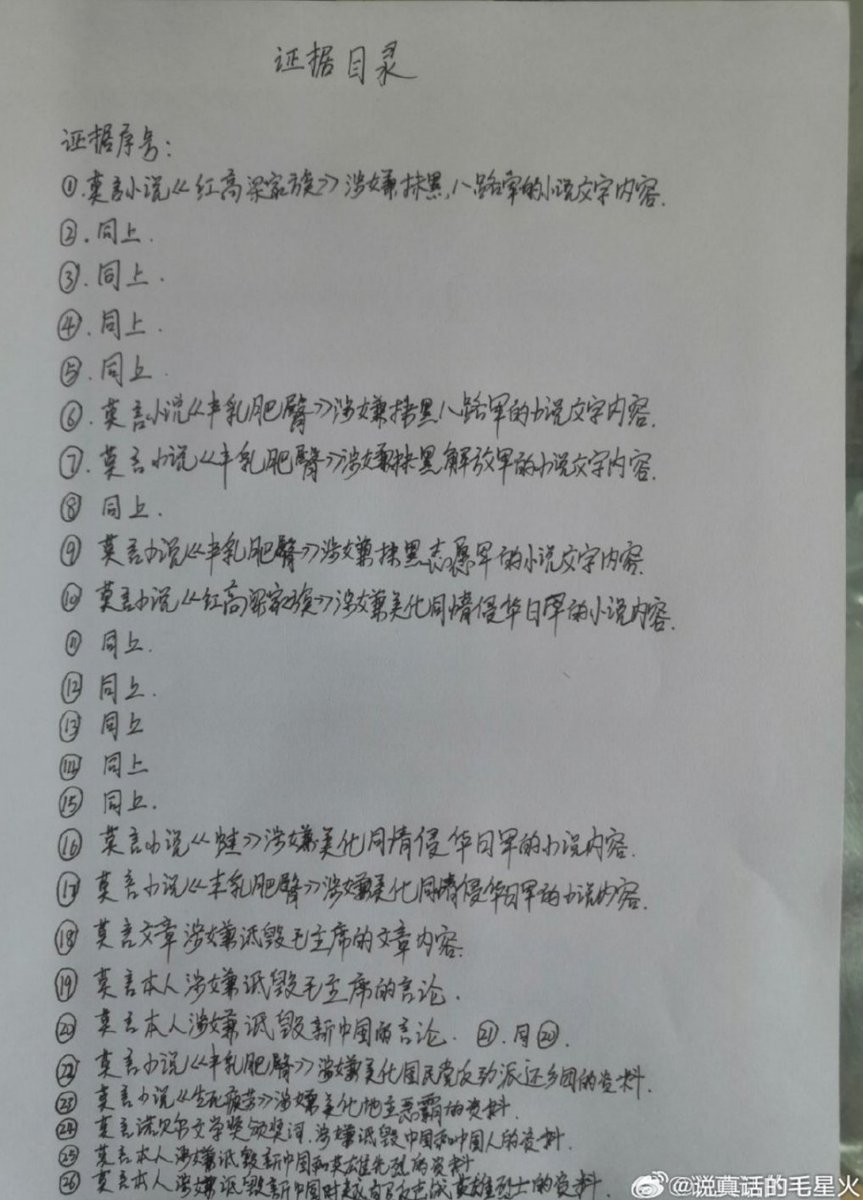 证据目录
证据序号:
①.莫言小说《红高梁家族》涉嫌抹黑八路军的小说文字内容.
②.同上.
③.同上.
④.同上.
⑤.同上.
⑥.莫言小说《丰乳肥臀》涉嫌抹黑八路军的小说文字内容.
⑦.莫言小说《丰乳肥臀》涉嫌抹黑解放军的小说文字内容.
⑧ 同上.
⑨ 莫言小说《丰乳肥臀》涉嫌抹黑志愿军的小说文字内容.
⑩ 莫言小说《红高梁家族》涉嫌美化同情侵华日军的小说内容.
⑪ 同上.
⑫ 同上.
⑬ 同上
⑭ 同上
⑮ 同上.
⑯ 莫言小说《蛙》涉嫌美化同情侵华日军的小说内容.
⑰ 莫言小说《丰乳肥臀》涉嫌美化同情侵华日军的小说内容.
⑱ 莫言文章涉嫌诋毁毛主席的文章内容.
⑲ 莫言本人涉嫌诋毁毛主席的言论.
⑳ 莫言本人涉嫌诋毁新中国的言论. ㉑.同⑳.
㉒ 莫言小说《丰乳肥臀》涉嫌美化国民党反动派还乡团的资料.
㉓ 莫言小说《生死疲劳》涉嫌美化地主恶霸的资料.
㉔ 莫言诺贝尔文学奖颁奖词,涉嫌诋毁中国和中国人的资料.
㉕ 莫言本人涉嫌诋毁新中国和英雄先烈的资料
㉖ 莫言本人涉嫌诋毁新中国对越自卫反击战英雄烈士的资料.
@说真话的毛星火